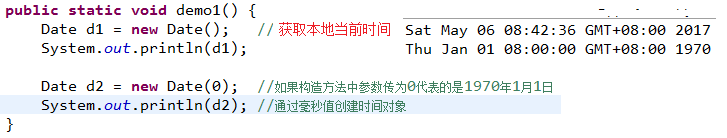 public static void demo1() {
Date d1 = new Date(); // 获取本地当前时间
System.out.println(d1);
Sat May 06 08:42:36 GMT+08:00 2017
Thu Jan 01 08:00:00 GMT+08:00 1970
Date d2 = new Date(0); //如果构造方法中参数传为0代表的是1970年1月1日
System.out.println(d2); //通过毫秒值创建时间对象
}